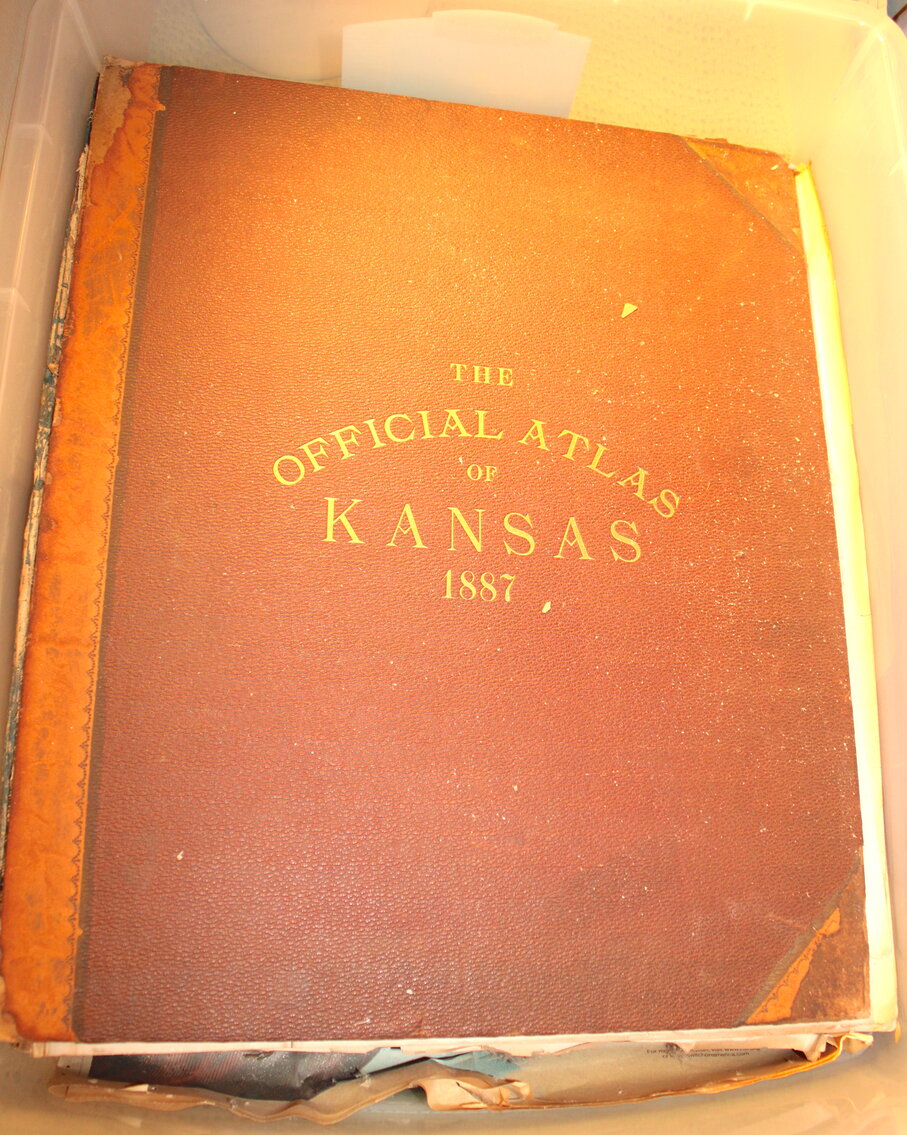 THE
OFFICIAL ATLAS
OF
KANSAS
1887